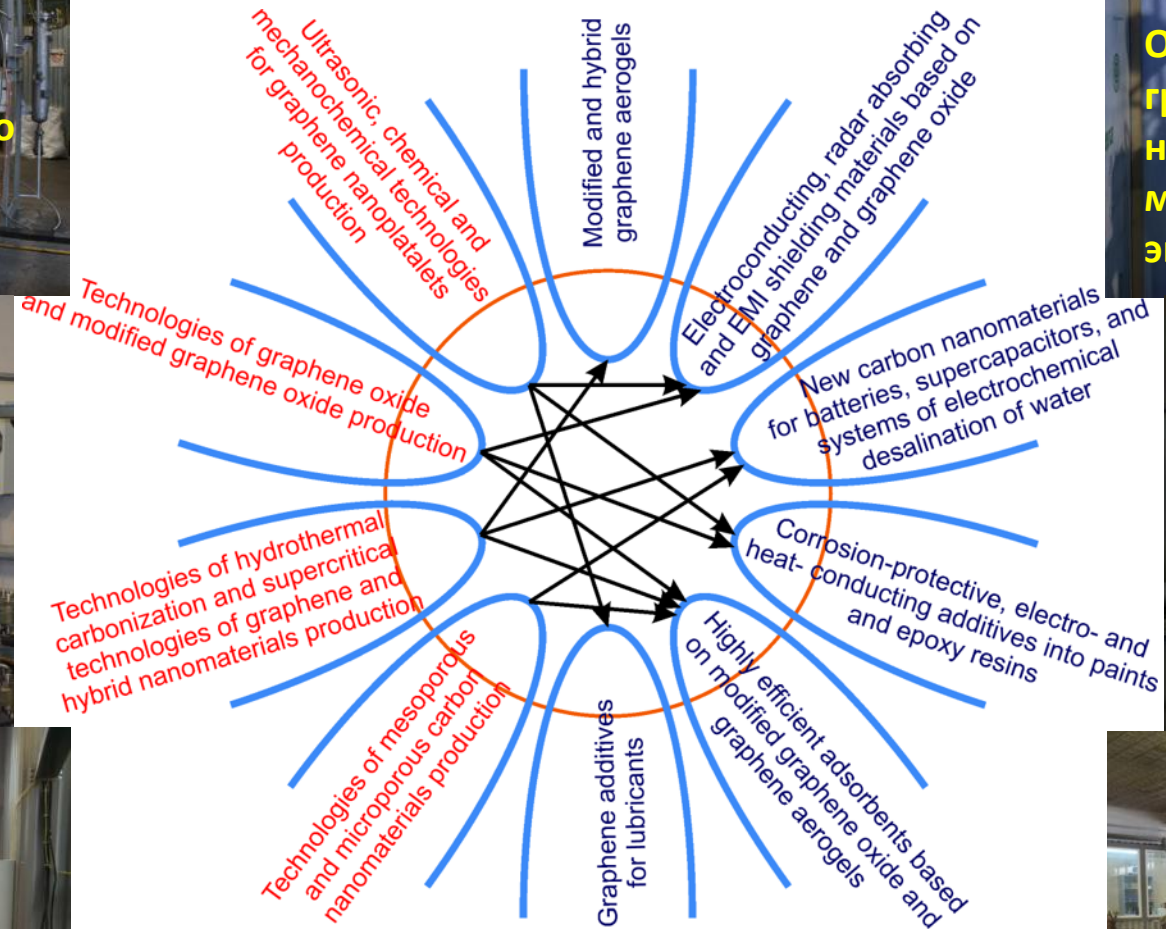 Ultrasonic, chemical and
mechanochemical technologies
for graphene nanoplatalets
production
Modified and hybrid
graphene aerogels
Electroconducting, radar absorbing
and EMI shielding materials based on
graphene and graphene oxide
Technologies of graphene oxide
and modified graphene oxide production
New carbon nanomaterials
for batteries, supercapacitors, and
systems of electrochemical
desalination of water
Technologies of hydrothermal
carbonization and supercritical
technologies of graphene and
hybrid nanomaterials production
Corrosion-protective, electro- and
heat- conducting additives into paints
and epoxy resins
Technologies of mesoporous
and microporous carbon
nanomaterials production
Graphene additives
for lubricants
Highly efficient adsorbents based
on modified graphene oxide and
graphene aerogels